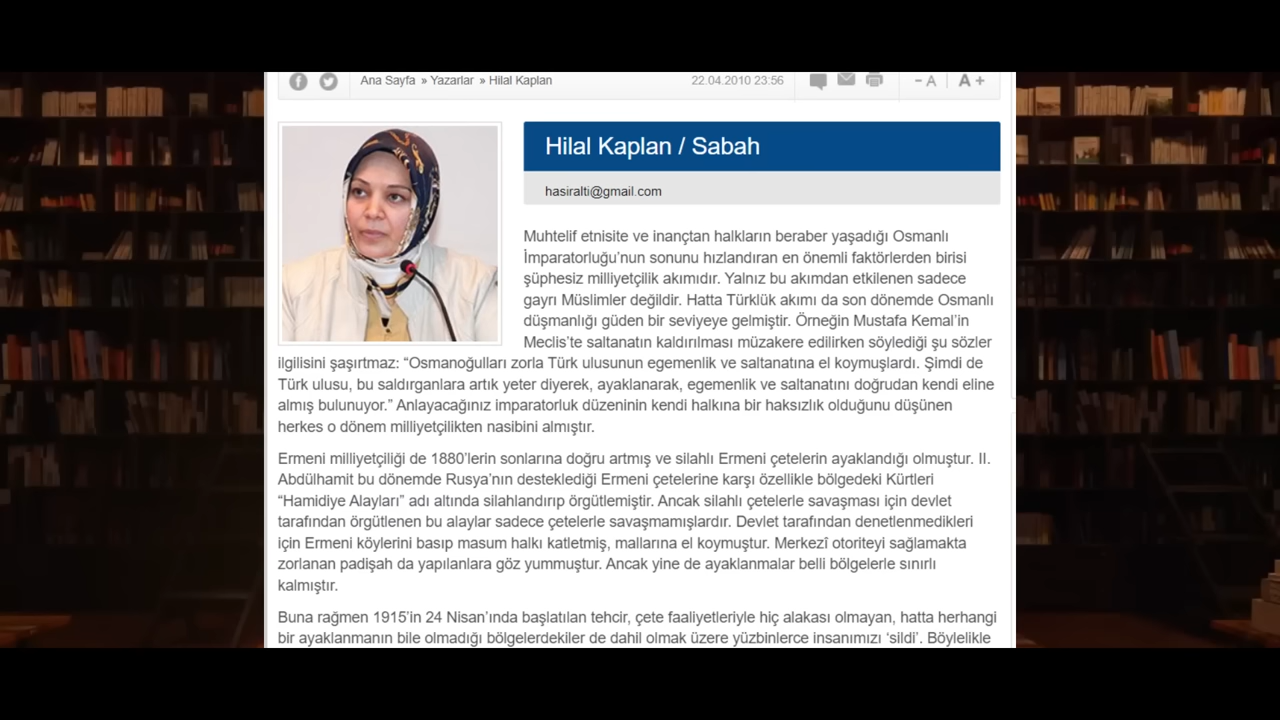 Ana Sayfa » Yazarlar » Hilal Kaplan
22.04.2010 23:56
- A
A +
Hilal Kaplan / Sabah
hasiralti@gmail.com
Muhtelif etnisite ve inançtan halkların beraber yaşadığı Osmanlı
İmparatorluğu’nun sonunu hızlandıran en önemli faktörlerden birisi
şüphesiz milliyetçilik akımıdır. Yalnız bu akımdan etkilenen sadece
gayrı Müslimler değildir. Hatta Türklük akımı da son dönemde Osmanlı
düşmanlığı güden bir seviyeye gelmiştir. Örneğin Mustafa Kemal’in
Meclis’te saltanatın kaldırılması müzakere edilirken söylediği şu sözler
ilgilisini şaşırtmaz: “Osmanoğulları zorla Türk ulusunun egemenlik ve saltanatına el koymuşlardı. Şimdi de
Türk ulusu, bu saldırganlara artık yeter diyerek, ayaklanarak, egemenlik ve saltanatını doğrudan kendi eline
almış bulunuyor.” Anlayacağınız imparatorluk düzeninin kendi halkına bir haksızlık olduğunu düşünen
herkes o dönem milliyetçilikten nasibini almıştır.
Ermeni milliyetçiliği de 1880’lerin sonlarına doğru artmış ve silahlı Ermeni çetelerin ayaklandığı olmuştur. II.
Abdülhamit bu dönemde Rusya’nın desteklediği Ermeni çetelerine karşı özellikle bölgedeki Kürtleri
“Hamidiye Alayları” adı altında silahlandırıp örgütlemiştir. Ancak silahlı çetelerle savaşması için devlet
tarafından örgütlenen bu alaylar sadece çetelerle savaşmamışlardır. Devlet tarafından denetlenmedikleri
için Ermeni köylerini basıp masum halkı katletmiş, mallarına el koymuştur. Merkezî otoriteyi sağlamakta
zorlanan padişah da yapılanlara göz yummuştur. Ancak yine de ayaklanmalar belli bölgelerle sınırlı
kalmıştır.
Buna rağmen 1915’in 24 Nisan’ında başlatılan tehcir, çete faaliyetleriyle hiç alakası olmayan, hatta herhangi
bir ayaklanmanın bile olmadığı bölgelerdekiler de dahil olmak üzere yüzbinlerce insanımızı ‘sildi’. Böylelikle